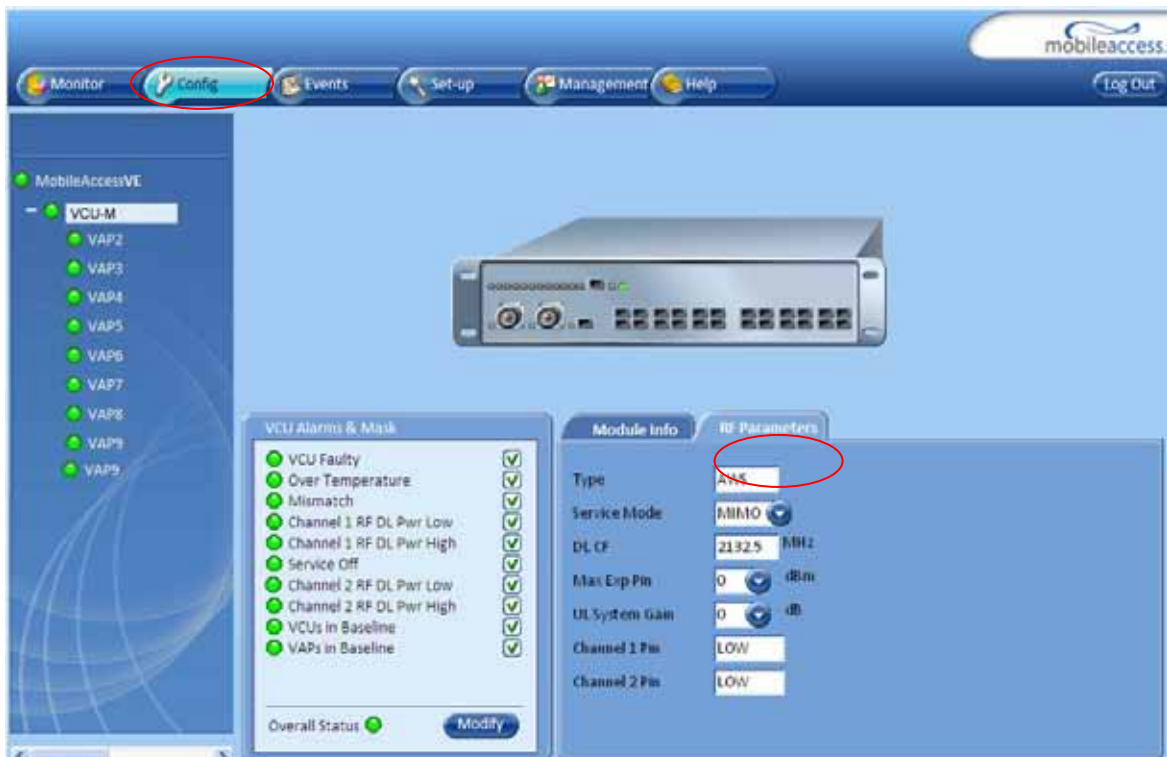 mobileaccess.
Monitor Config Events Set-up Management Help Log Out
MobileAccessVE
VCU-M
VAP2
VAP3
VAP4
VAP5
VAP6
VAP7
VAP8
VAP9
VAP9
VCU Alarms & Mask
VCU Faulty
Over Temperature
Mismatch
Channel 1 RF DL Pwr Low
Channel 1 RF DL Pwr High
Service Off
Channel 2 RF DL Pwr Low
Channel 2 RF DL Pwr High
VCUs in Baseline
VAPs in Baseline
Overall Status Modify
Module Info RF Parameters
Type AWS
Service Mode MIMO
DL CF 2132.5 MHz
Max Exp Pin 0 dBm
UL System Gain 0 dB
Channel 1 Pin LOW
Channel 2 Pin LOW